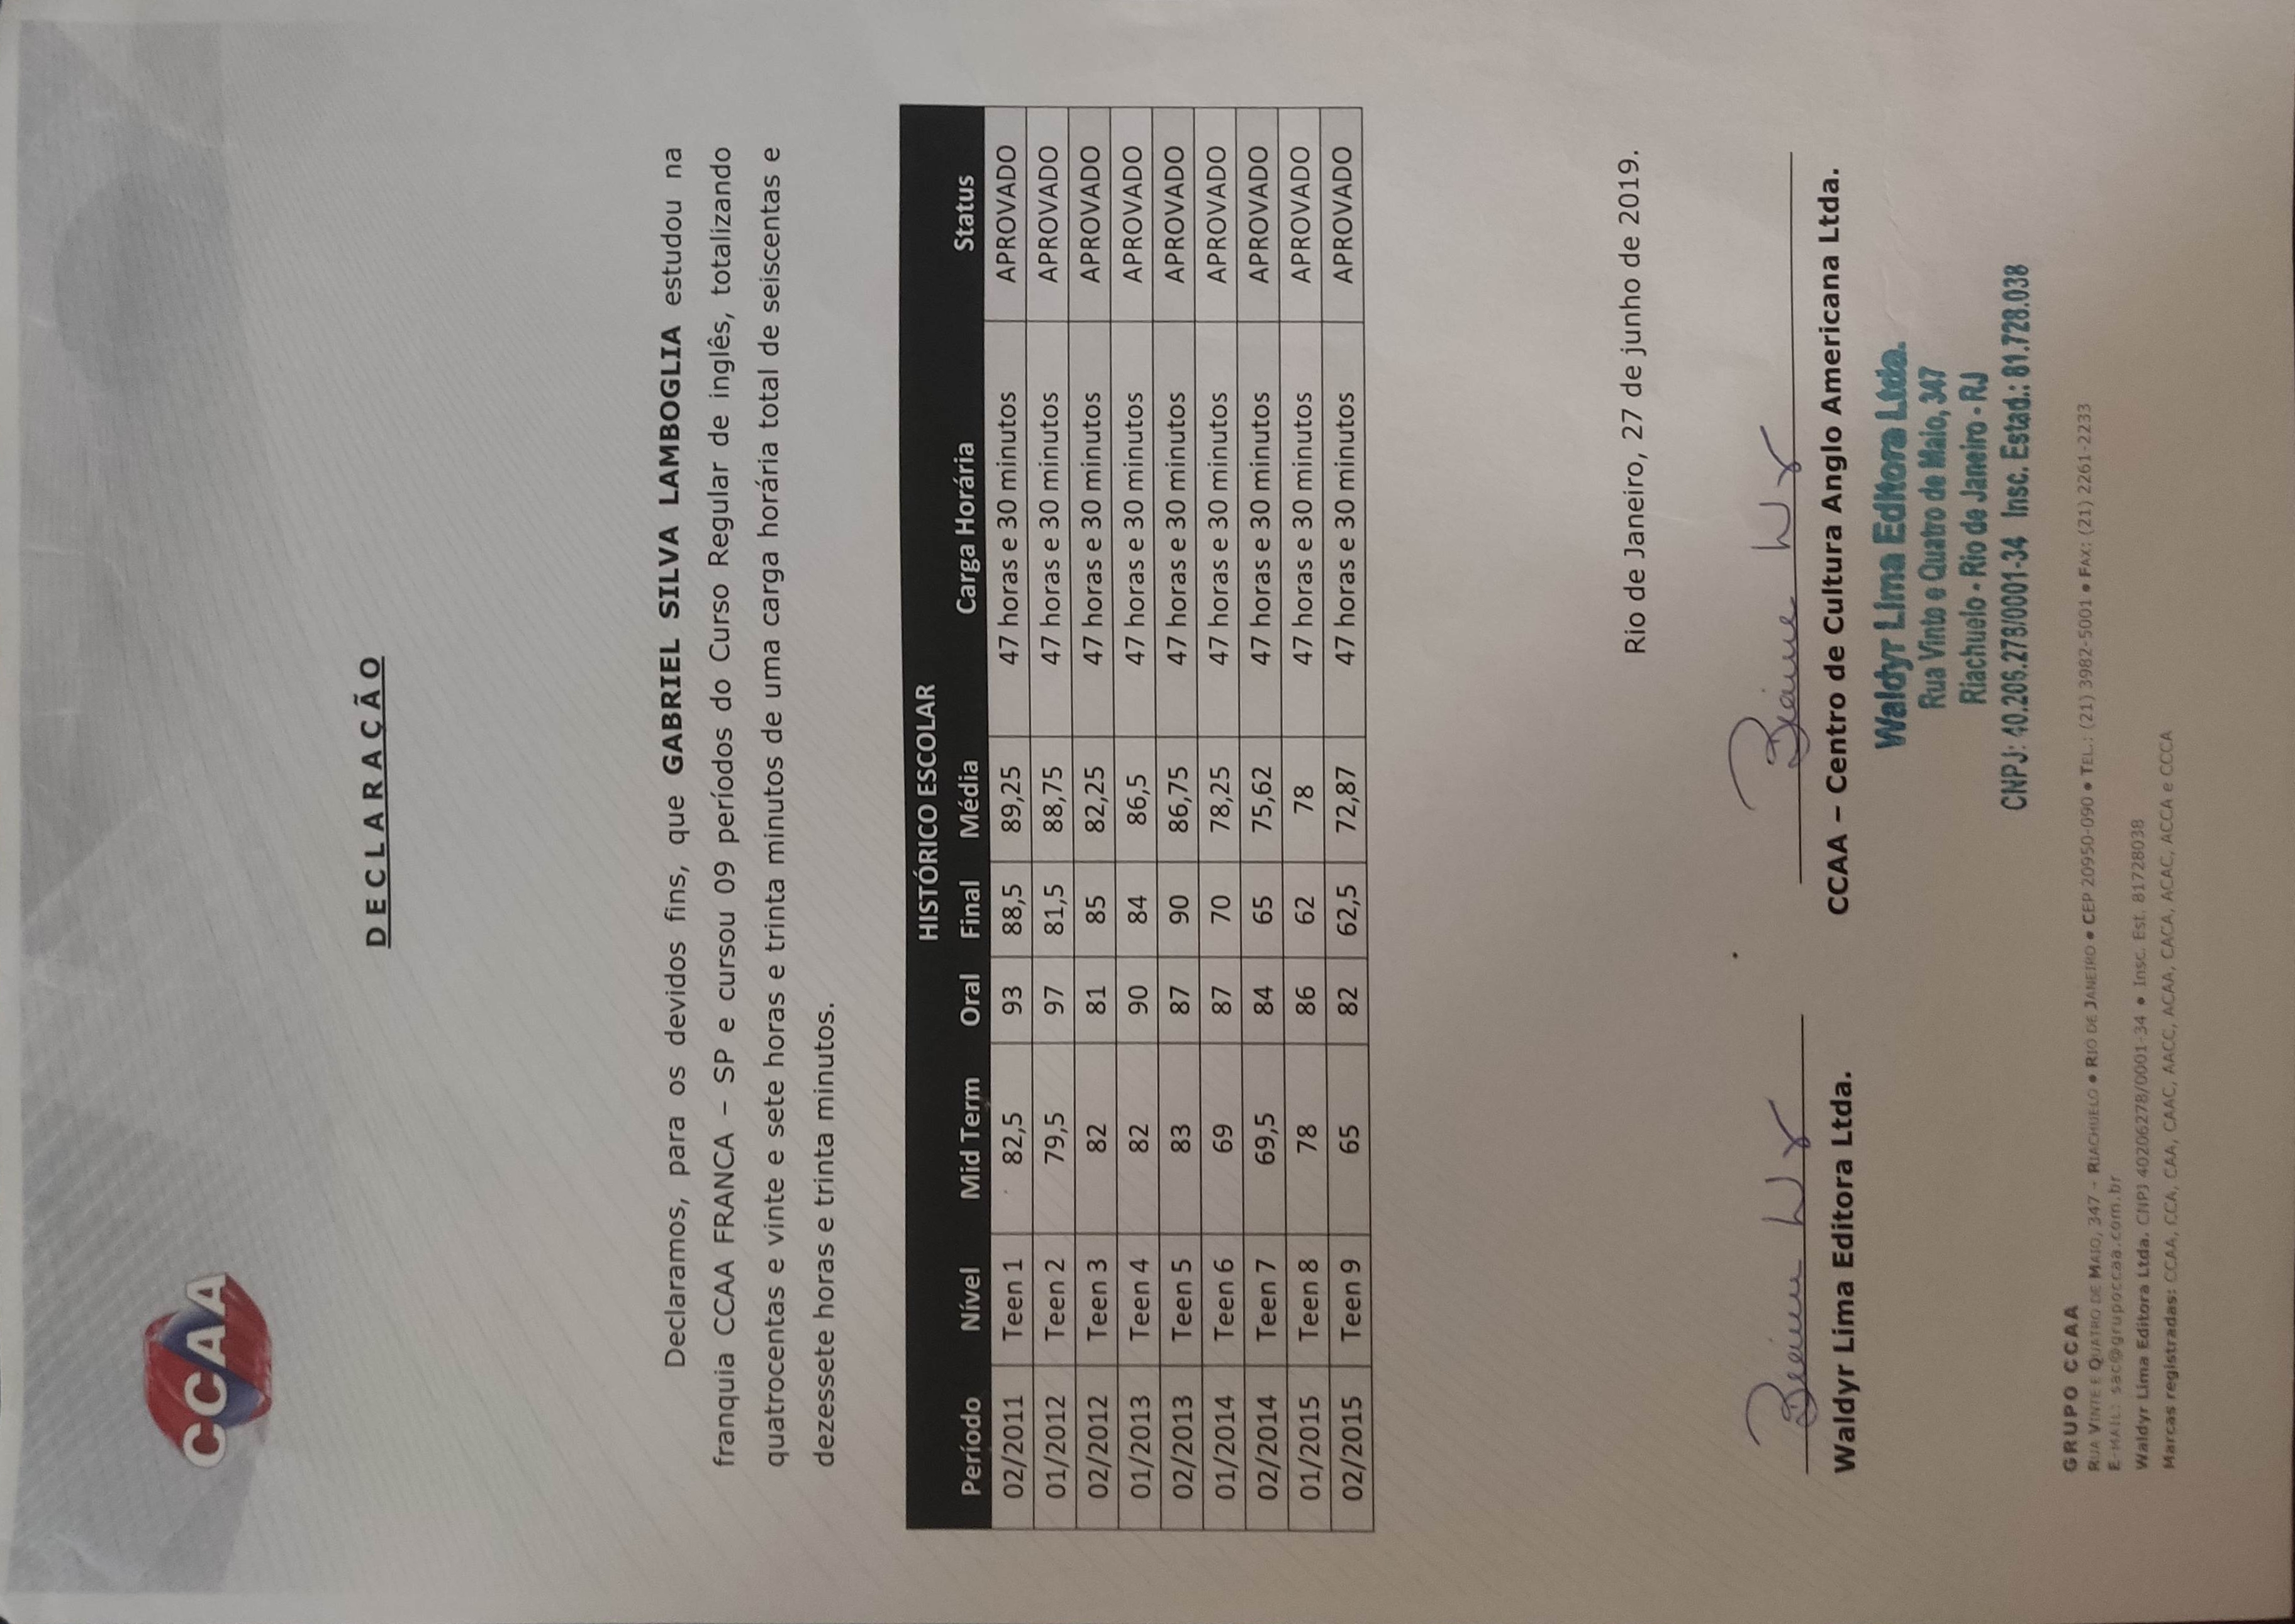 CCAA
DECLARAÇÃO
Declaramos, para os devidos fins, que GABRIEL SILVA LAMBOGLIA estudou na
franquia CCAA FRANCA – SP e cursou 09 períodos do Curso Regular de inglês, totalizando
quatrocentas e vinte e sete horas e trinta minutos de uma carga horária total de seiscentas e
dezessete horas e trinta minutos.
HISTÓRICO ESCOLAR
Período Nível Mid Term Oral Final Média Carga Horária Status
02/2011 Teen 1 82,5 93 88,5 89,25 47 horas e 30 minutos APROVADO
01/2012 Teen 2 79,5 97 81,5 88,75 47 horas e 30 minutos APROVADO
02/2012 Teen 3 82 81 85 82,25 47 horas e 30 minutos APROVADO
01/2013 Teen 4 82 90 84 86,5 47 horas e 30 minutos APROVADO
02/2013 Teen 5 83 87 90 86,75 47 horas e 30 minutos APROVADO
01/2014 Teen 6 69 87 70 78,25 47 horas e 30 minutos APROVADO
02/2014 Teen 7 69,5 84 65 75,62 47 horas e 30 minutos APROVADO
01/2015 Teen 8 78 86 62 78 47 horas e 30 minutos APROVADO
02/2015 Teen 9 65 82 62,5 72,87 47 horas e 30 minutos APROVADO
Rio de Janeiro, 27 de junho de 2019.
Waldyr Lima Editora Ltda. CCAA – Centro de Cultura Anglo Americana Ltda.
Waldyr Lima Editora Ltda.
Rua Vinte e Quatro de Maio, 347
Riachuelo - Rio de Janeiro - RJ
CNPJ: 40.206.278/0001-34 Insc. Estad.: 81.728.038
GRUPO CCAA
RUA VINTE E QUATRO DE MAIO, 347 – RIACHUELO • RIO DE JANEIRO • CEP 20950-090 • TEL.: (21) 3982-5001 • FAX: (21) 2261-2233
E-MAIL: sac@grupoccaa.com.br
Waldyr Lima Editora Ltda. CNPJ 40206278/0001-34 • Insc. Est. 81728038
Marcas registradas: CCAA, CCA, CAA, CAAC, AACC, ACAA, CACA, ACAC, ACCA e CCCA